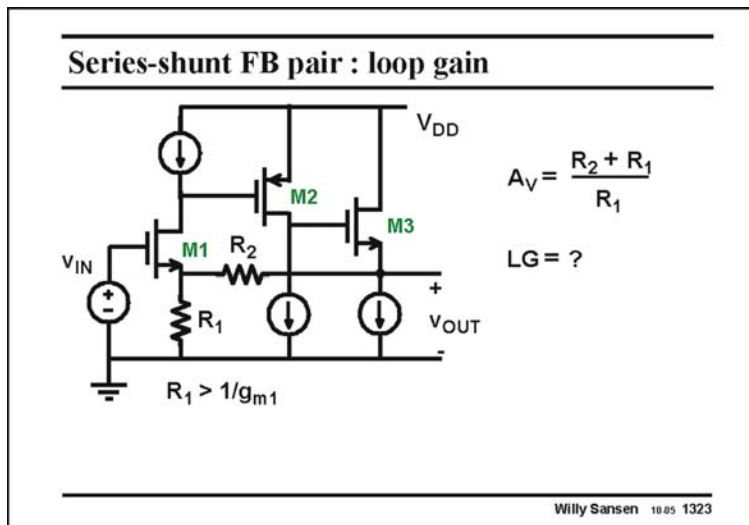 Series-shunt FB pair : loop gain
VDD
M2
M3
M1
R2
vIN
R1
+
-
+
vOUT
-
R1 > 1/gm1
AV = R2 + R1
R1
LG = ?
Willy Sansen 10-05 1323